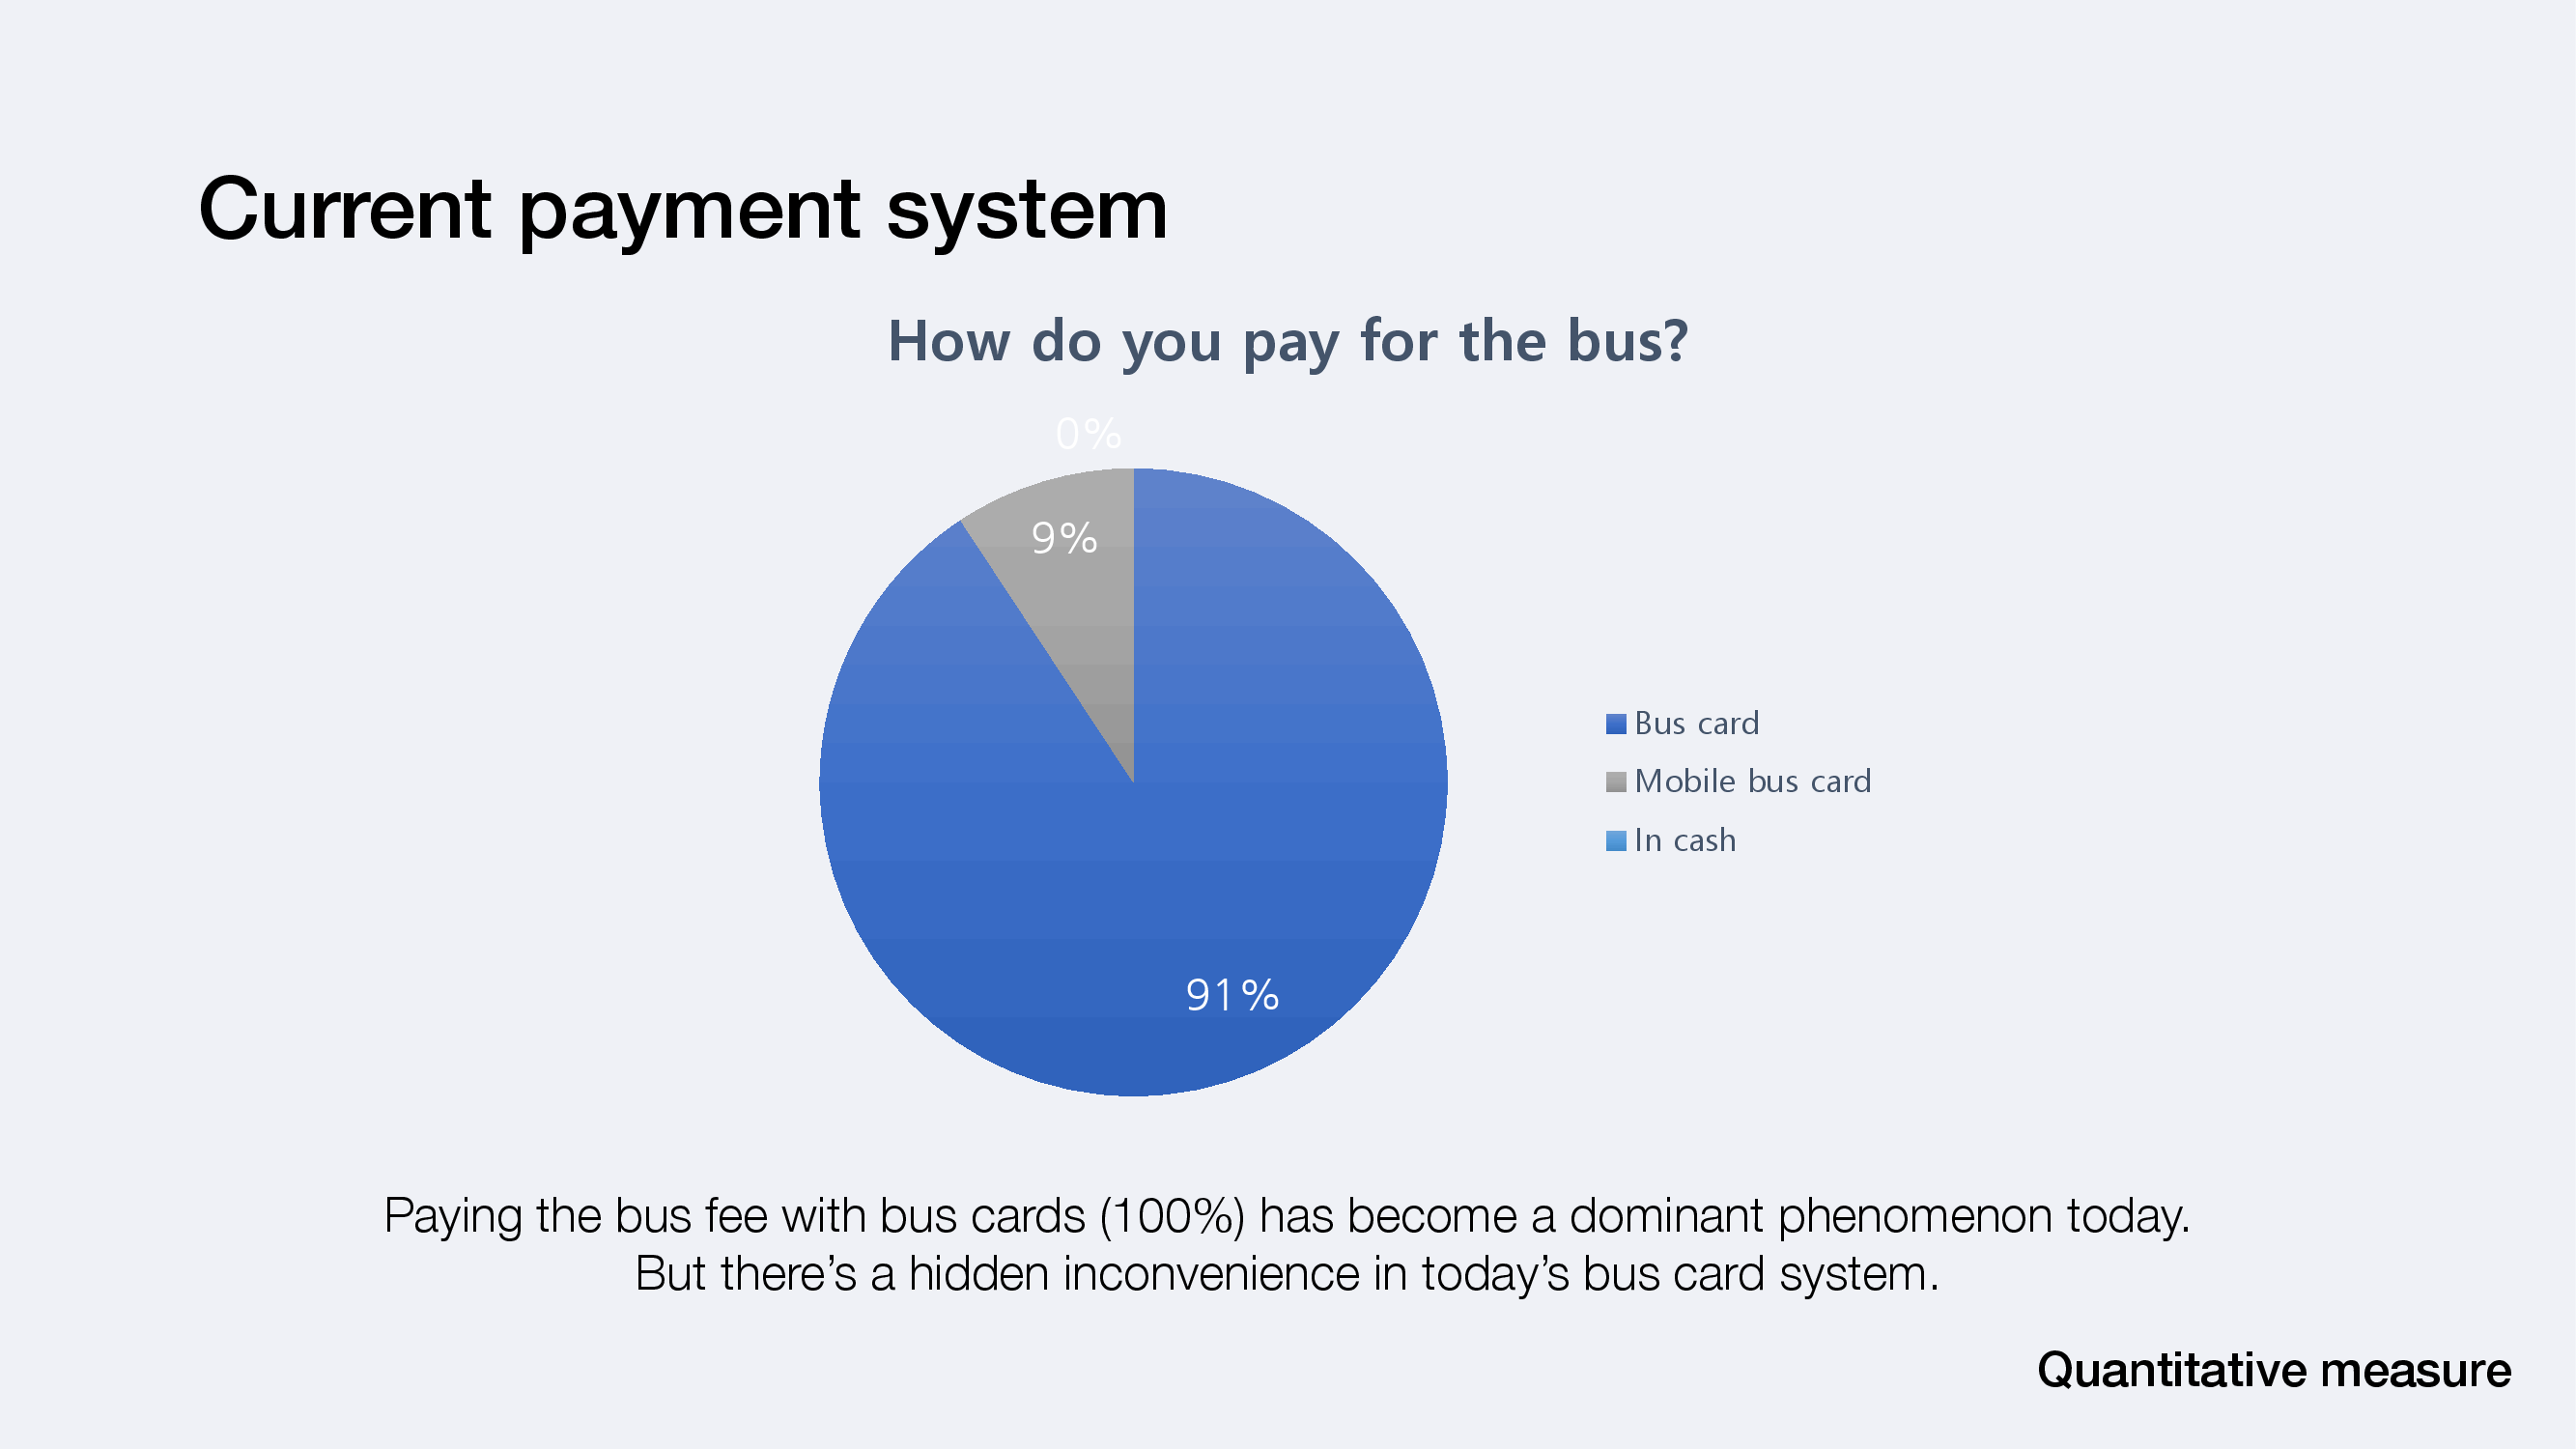 Current payment system
How do you pay for the bus?
0%
9%
91%
Bus card
Mobile bus card
In cash
Paying the bus fee with bus cards (100%) has become a dominant phenomenon today.
But there’s a hidden inconvenience in today’s bus card system.
Quantitative measure